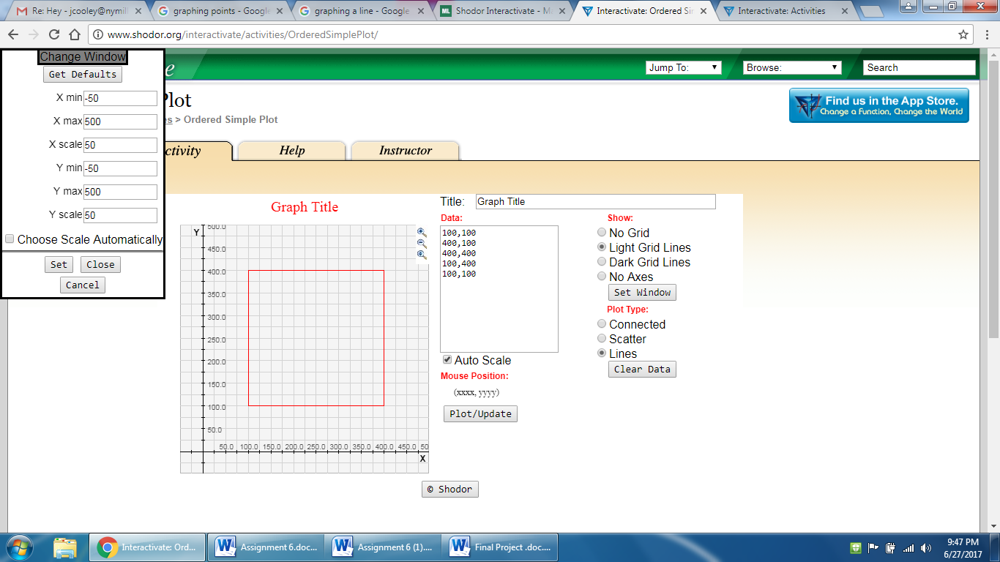 Re: Hey - jcooley@nymili
graphing points - Google
graphing a line - Google
Shodor Interactivate - Ma
Interactivate: Ordered Sim
Interactivate: Activities
www.shodor.org/interactivate/activities/OrderedSimplePlot/
Change Window
Get Defaults
X min -50
X max 500
X scale 50
Y min -50
Y max 500
Y scale 50
Choose Scale Automatically
Set Close
Cancel
e
Jump To:
Browse:
Search
Plot
es > Ordered Simple Plot
Find us in the App Store.
Change a Function, Change the World
ctivity
Help
Instructor
Graph Title
Y
500.0
450.0
400.0
350.0
300.0
250.0
200.0
150.0
100.0
50.0
50.0 100.0 150.0 200.0 250.0 300.0 350.0 400.0 450.0 50
X
Title: Graph Title
Data:
100,100
400,100
400,400
100,400
100,100
Auto Scale
Mouse Position:
(xxxx, yyyy)
Plot/Update
Show:
No Grid
Light Grid Lines
Dark Grid Lines
No Axes
Set Window
Plot Type:
Connected
Scatter
Lines
Clear Data
© Shodor
Interactivate: Ord...
Assignment 6.doc...
Assignment 6 (1)....
Final Project .doc....
9:47 PM
6/27/2017